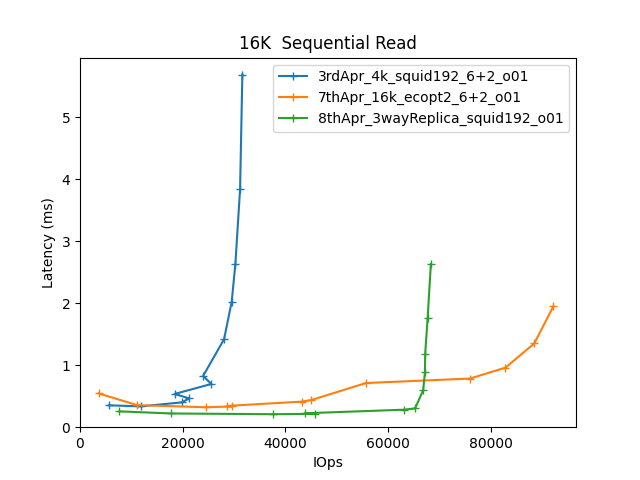 16K  Sequential Read
3rdApr_4k_squid192_6+2_o01
7thApr_16k_ecopt2_6+2_o01
8thApr_3wayReplica_squid192_o01
Latency (ms)
5
4
3
2
1
0
0 20000 40000 60000 80000
IOps